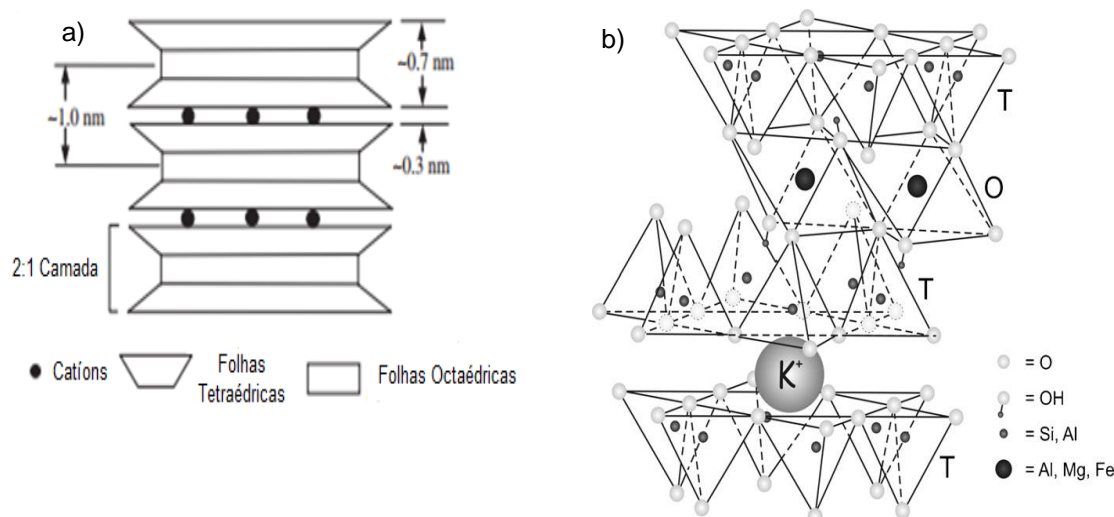 a)
~0.7 nm
~1.0 nm
~0.3 nm
2:1 Camada
Catíons
Folhas
Tetraédricas
Folhas Octaédricas
b)
T
O
T
K+
T
= O
= OH
= Si, Al
= Al, Mg, Fe